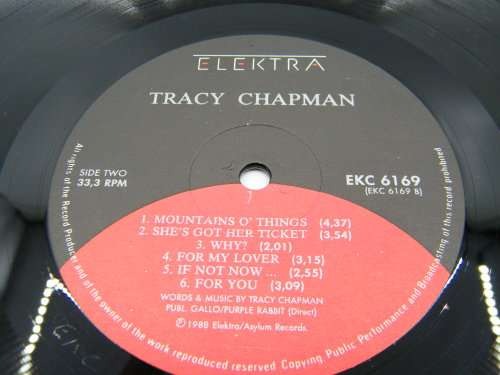 ELEKTRA
TRACY CHAPMAN
SIDE TWO
33,3 RPM
EKC 6169
(EKC 6169 B)
1. MOUNTAINS O' THINGS (4,37)
2. SHE'S GOT HER TICKET (3,54)
3. WHY? (2,01)
4. FOR MY LOVER (3,15)
5. IF NOT NOW ... (2,55)
6. FOR YOU (3,09)
WORDS & MUSIC BY TRACY CHAPMAN
PUBL. GALLO/PURPLE RABBIT (Direct)
℗1988 Elektra/Asylum Records.
All rights of the Record Producer and of the owner of the work reproduced reserved. Copying Public Performance and Broadcasting of this record prohibited
EKC